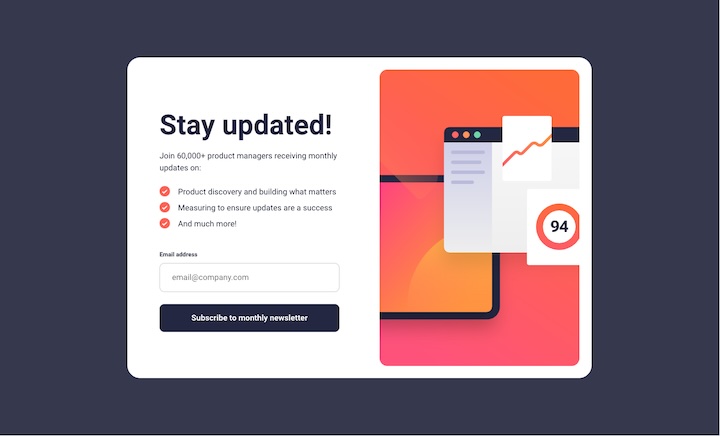 Stay updated!
Join 60,000+ product managers receiving monthly
updates on:
Product discovery and building what matters
Measuring to ensure updates are a success
And much more!
Email address
email@company.com
Subscribe to monthly newsletter
94